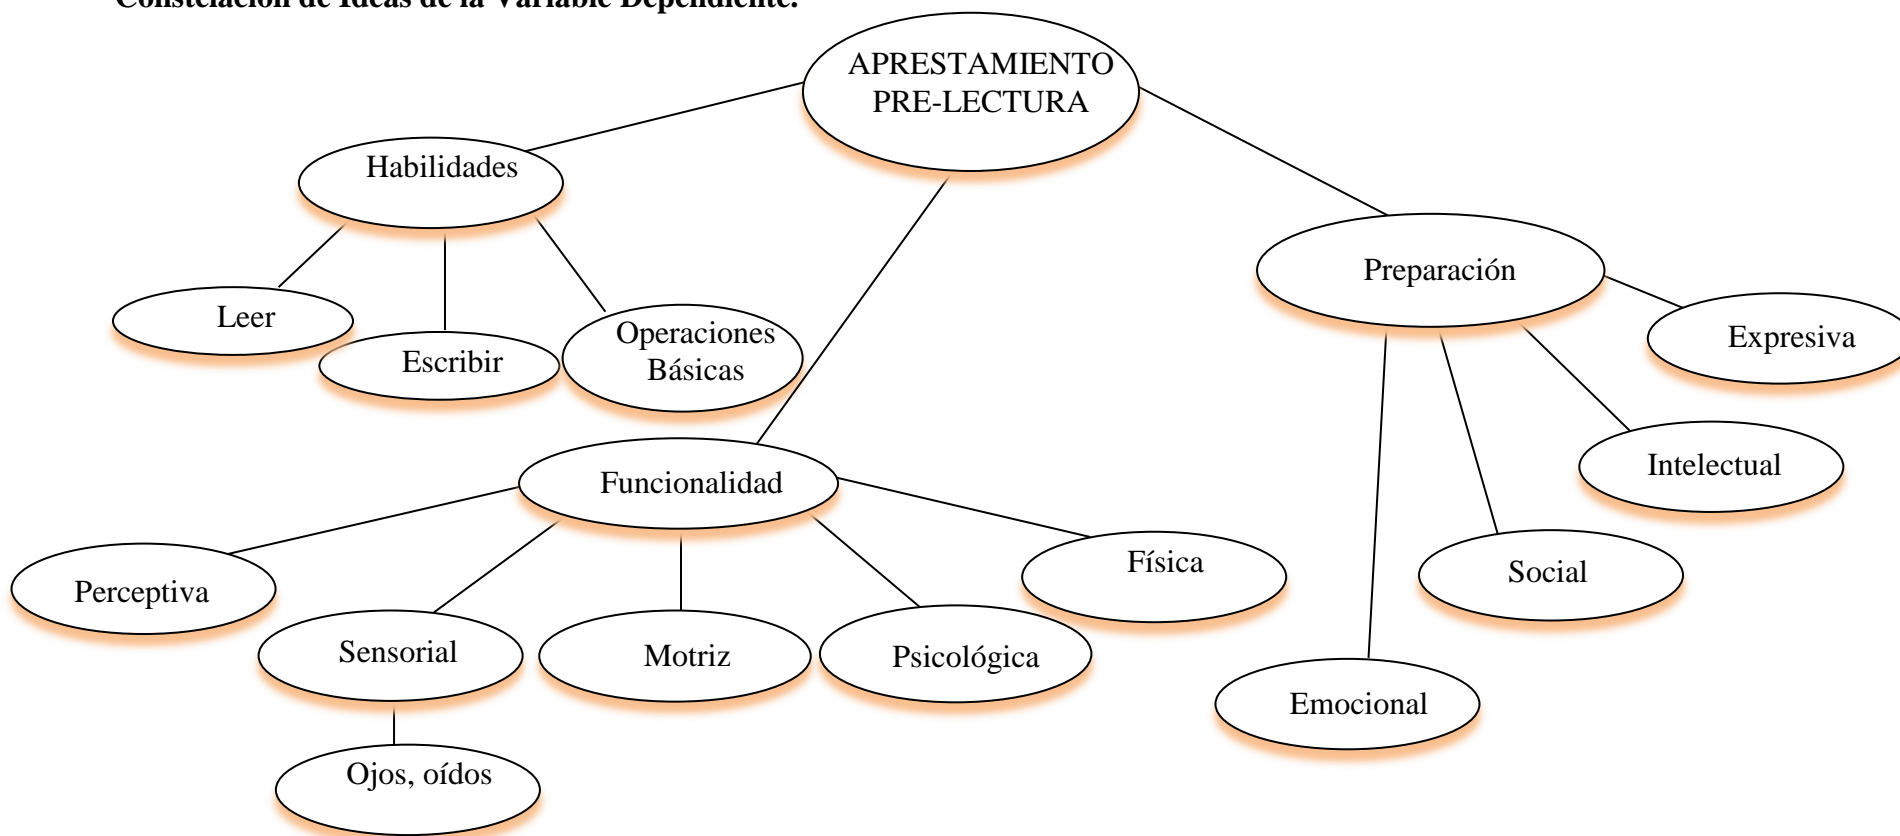 Constelación de Ideas de la Variable Dependiente.
APRESTAMIENTO
PRE-LECTURA
Habilidades
Leer
Escribir
Operaciones
Básicas
Preparación
Expresiva
Intelectual
Social
Emocional
Funcionalidad
Perceptiva
Sensorial
Motriz
Psicológica
Física
Ojos, oídos